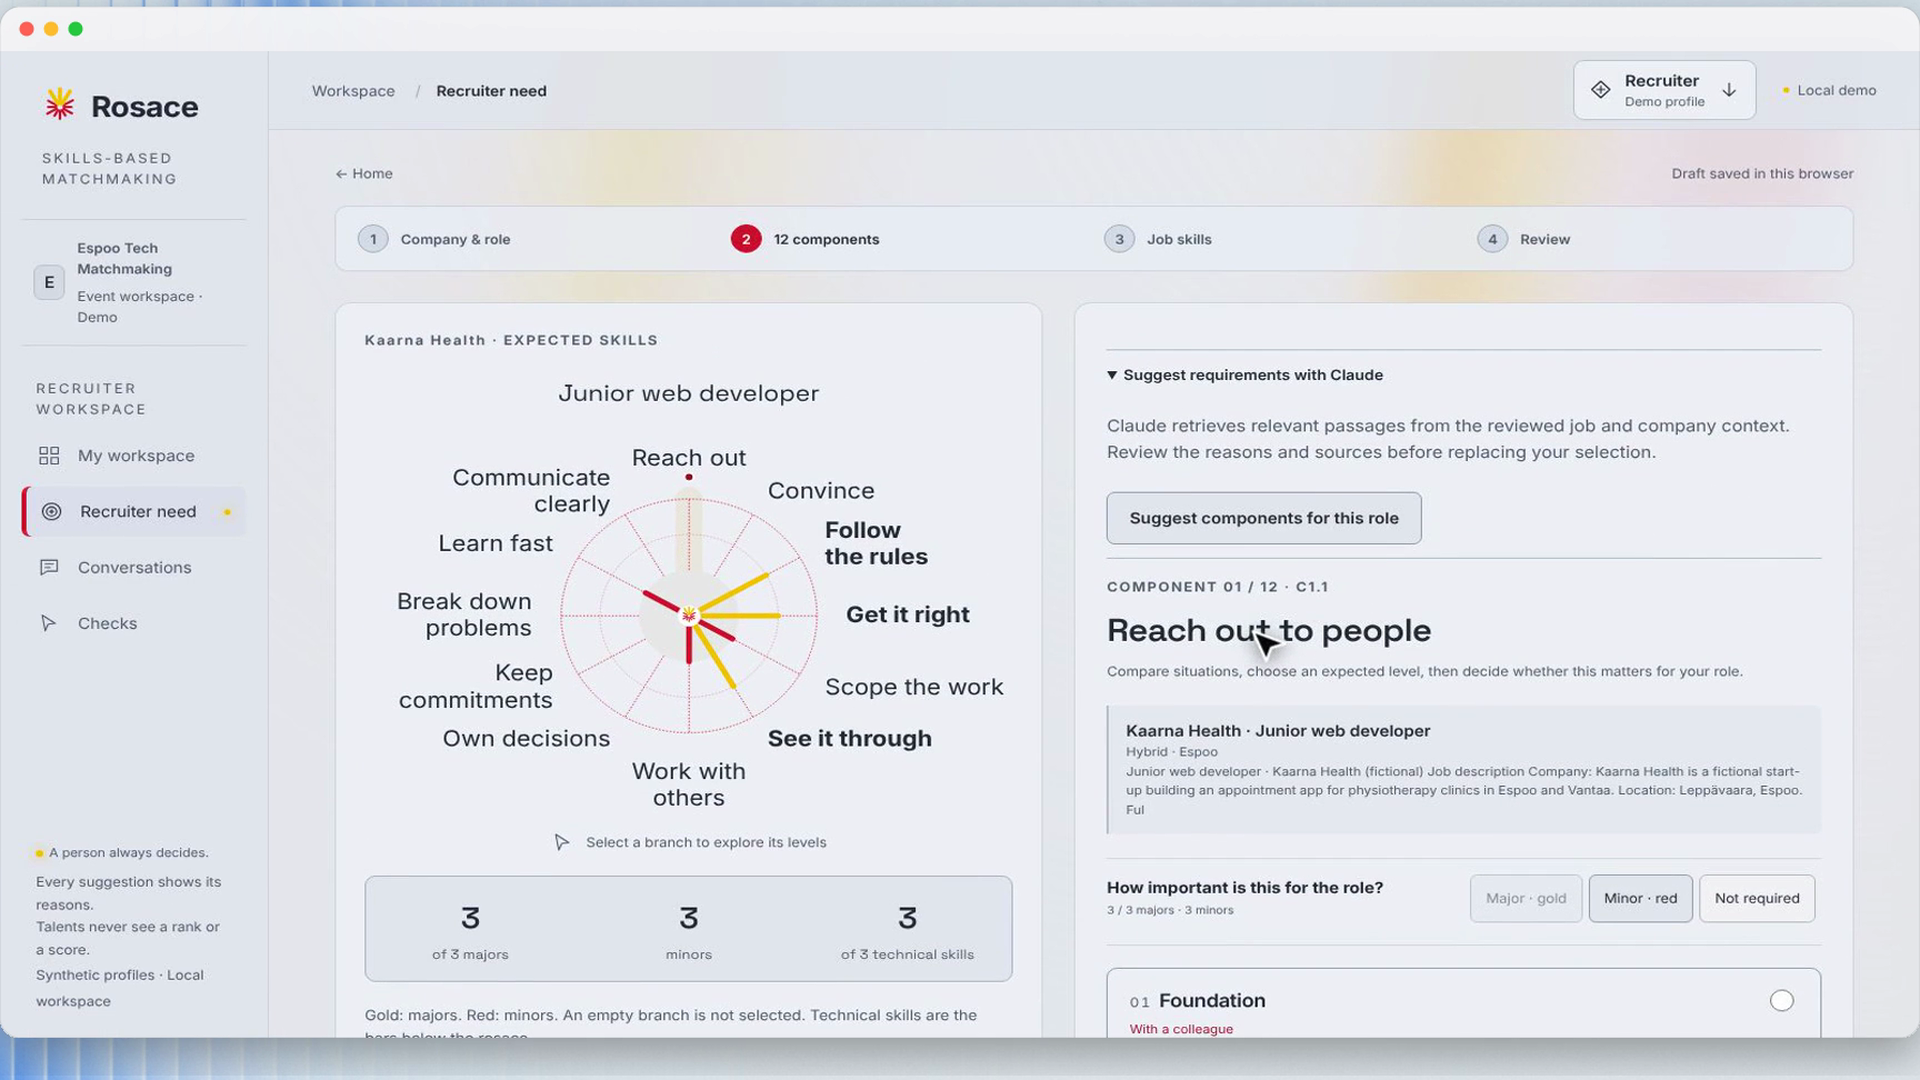 Rosace
SKILLS-BASED
MATCHMAKING
E
Espoo Tech
Matchmaking
Event workspace ·
Demo
RECRUITER
WORKSPACE
My workspace
Recruiter need
Conversations
Checks
A person always decides.
Every suggestion shows its
reasons.
Talents never see a rank or
a score.
Synthetic profiles · Local
workspace
Workspace / Recruiter need
Recruiter
Demo profile
Local demo
← Home
Draft saved in this browser
1 Company & role
2 12 components
3 Job skills
4 Review
Kaarna Health · EXPECTED SKILLS
Junior web developer
Reach out
Convince
Follow
the rules
Get it right
Scope the work
See it through
Work with
others
Own decisions
Keep
commitments
Break down
problems
Learn fast
Communicate
clearly
Select a branch to explore its levels
3
of 3 majors
3
minors
3
of 3 technical skills
Gold: majors. Red: minors. An empty branch is not selected. Technical skills are the
bars below the rosace.
▼ Suggest requirements with Claude
Claude retrieves relevant passages from the reviewed job and company context.
Review the reasons and sources before replacing your selection.
Suggest components for this role
COMPONENT 01 / 12 · C1.1
Reach out to people
Compare situations, choose an expected level, then decide whether this matters for your role.
Kaarna Health · Junior web developer
Hybrid · Espoo
Junior web developer · Kaarna Health (fictional) Job description Company: Kaarna Health is a fictional start-
up building an appointment app for physiotherapy clinics in Espoo and Vantaa. Location: Leppävaara, Espoo.
Ful
How important is this for the role?
3 / 3 majors · 3 minors
Major · gold
Minor · red
Not required
01 Foundation
With a colleague